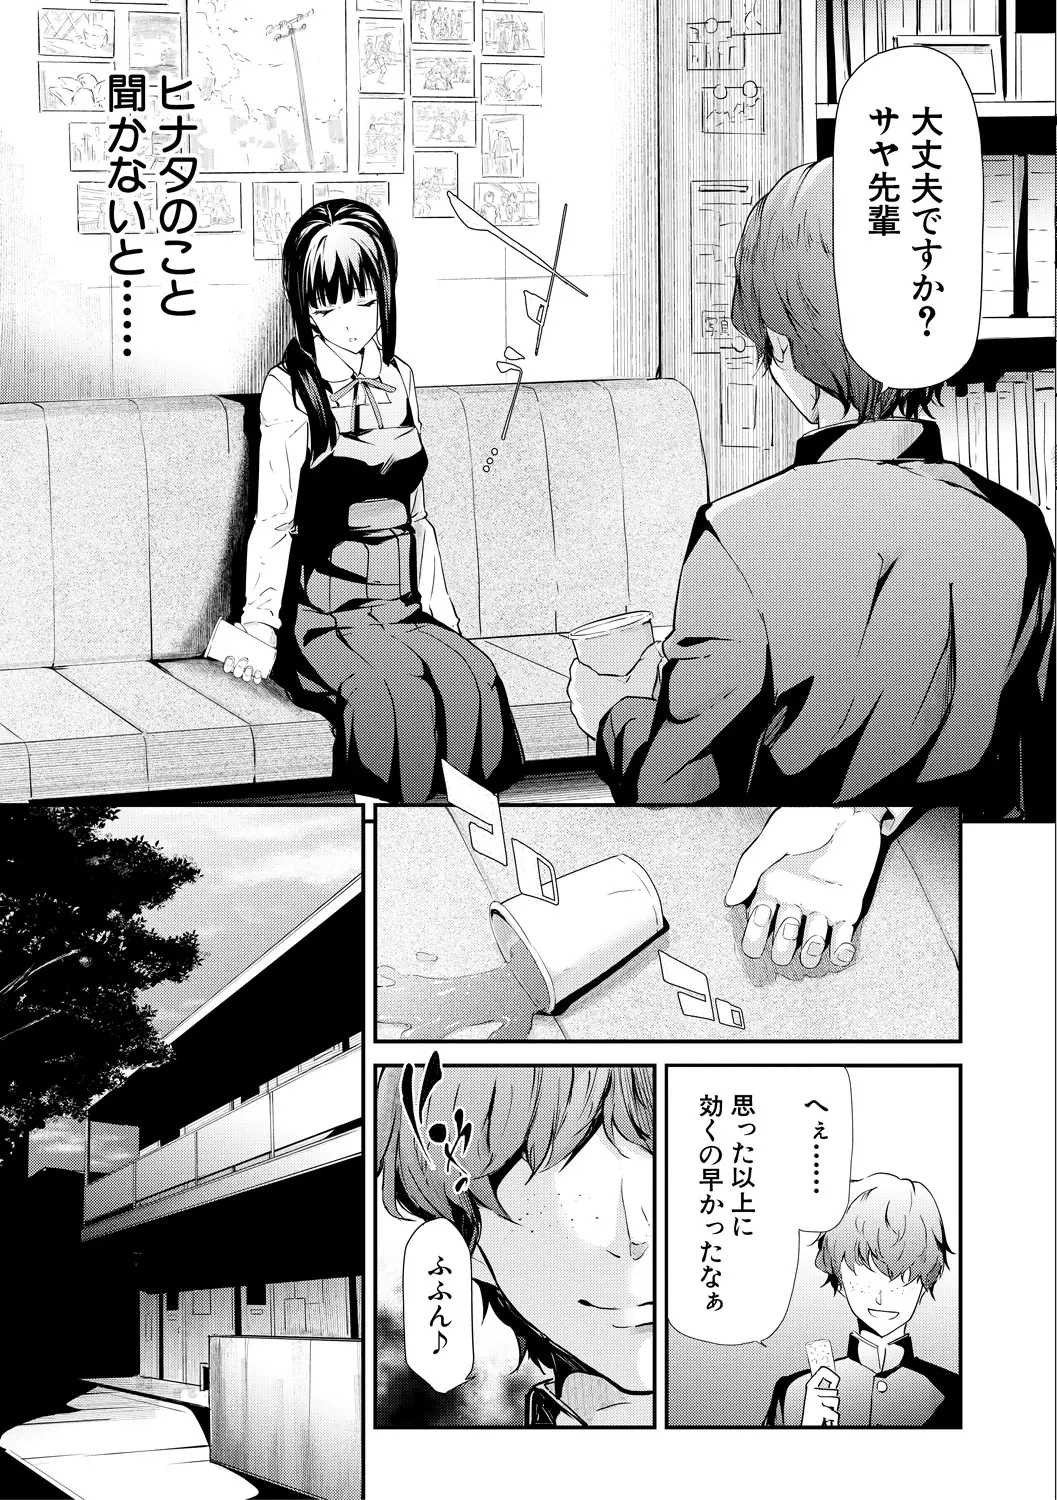 大丈夫ですか?
サヤ先輩
ヒナタのこと
聞かないと……
へぇ……
思った以上に
効くの早かったなぁ
ふふん♪